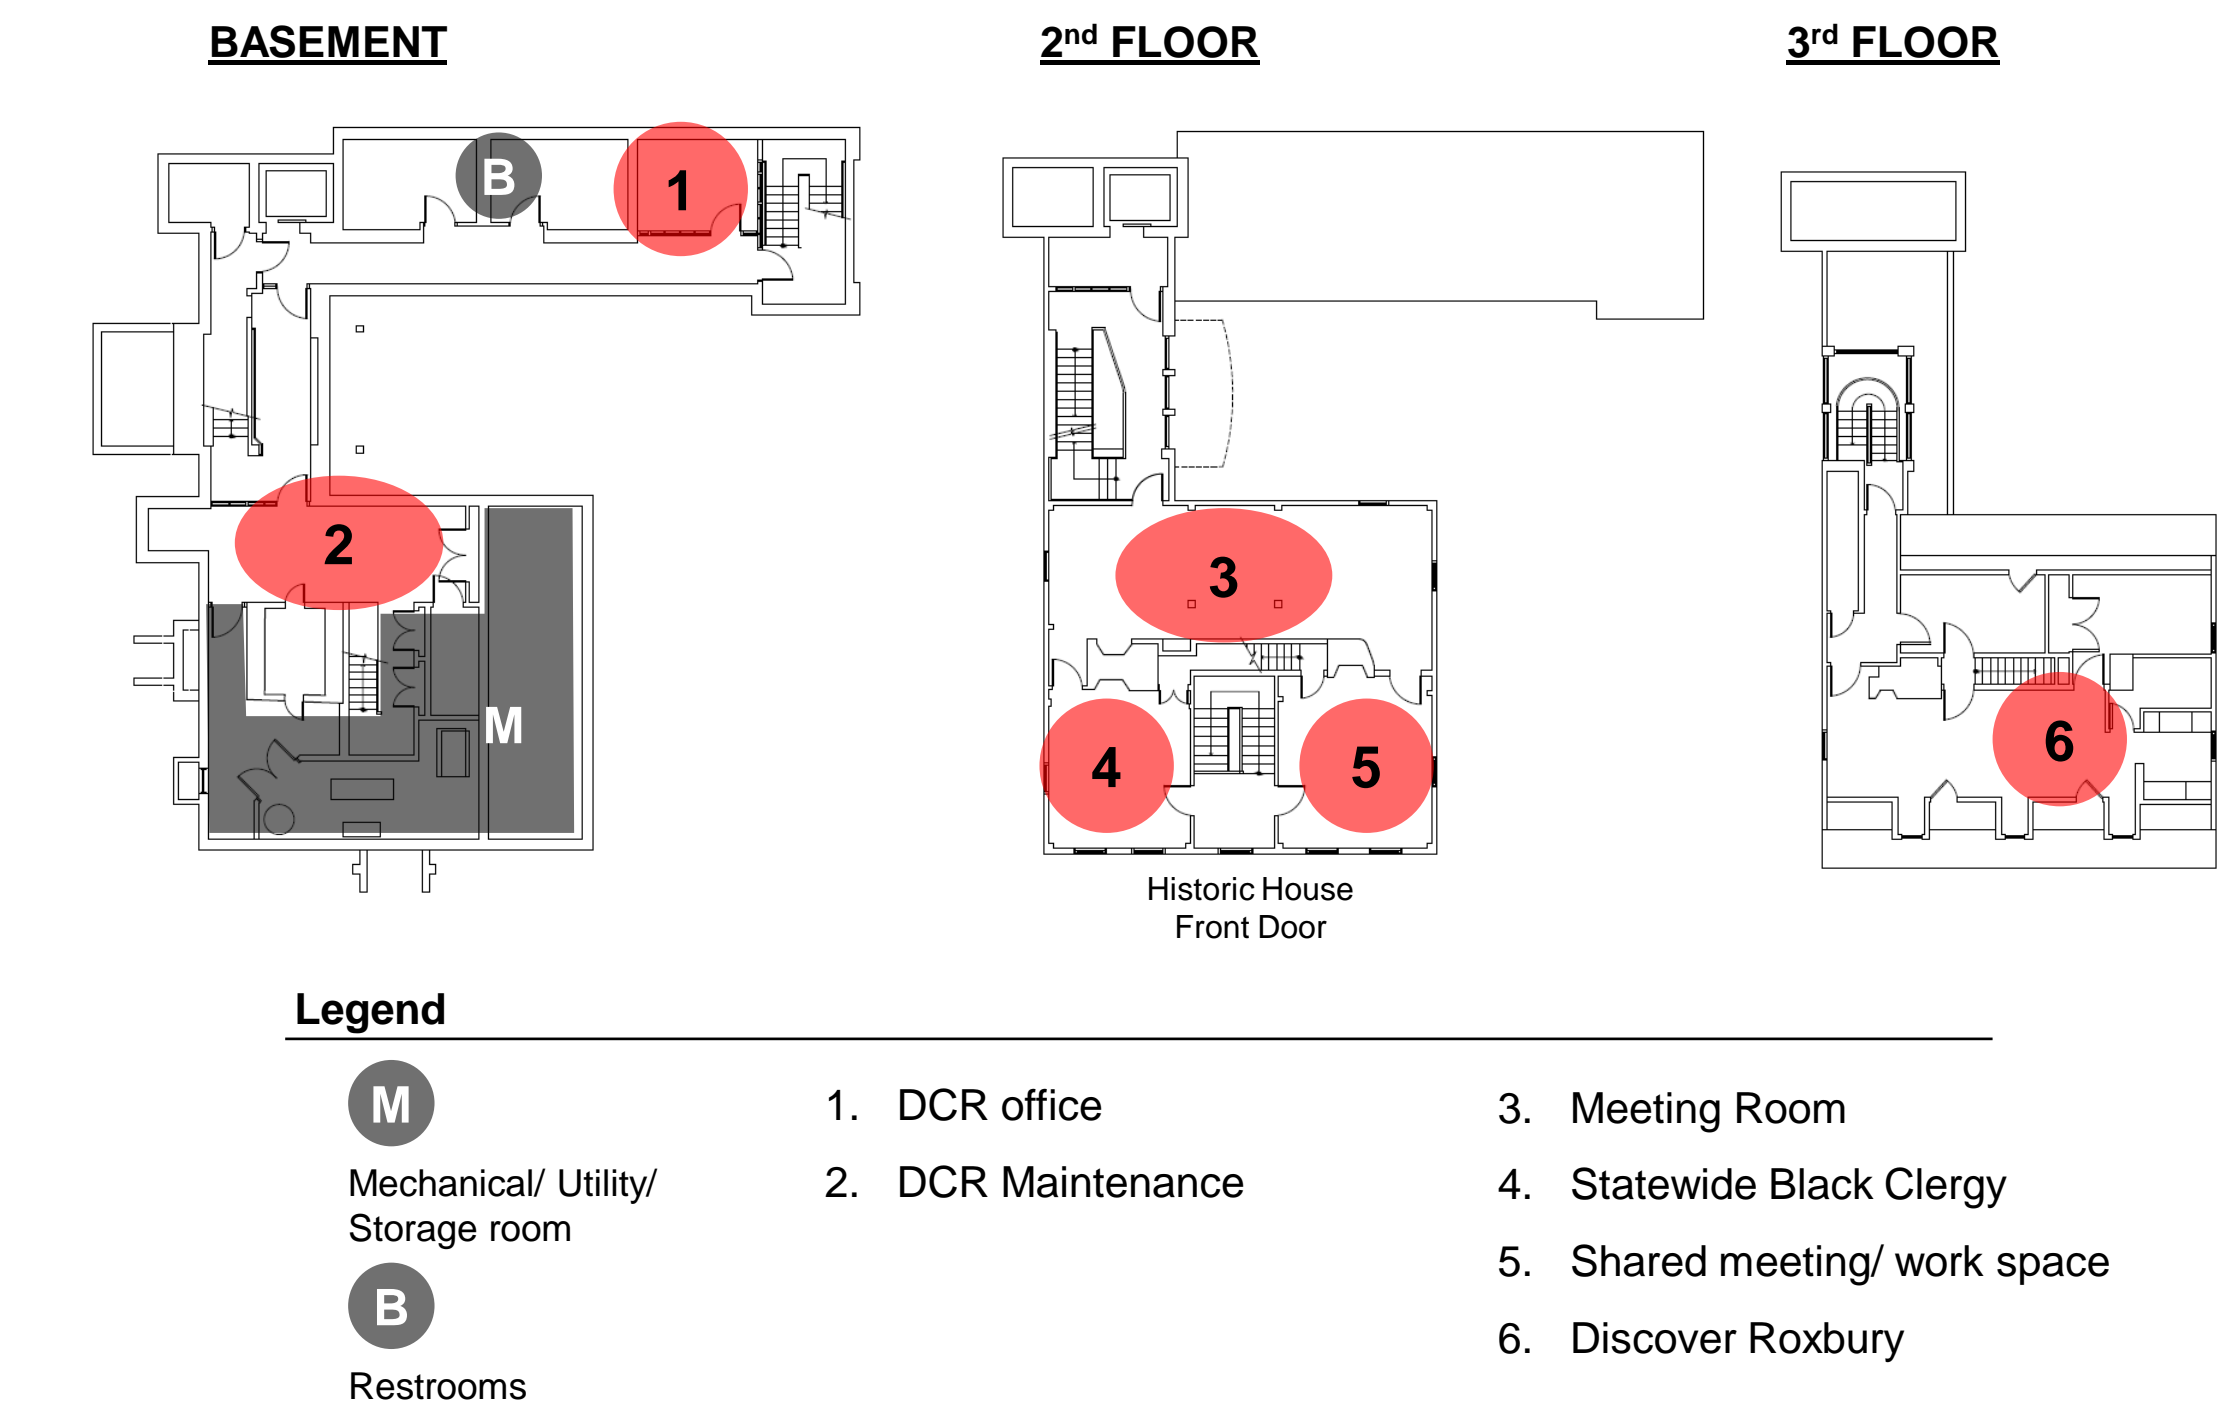 BASEMENT
2nd FLOOR
3rd FLOOR
B
1
2
M
3
4
5
6
Historic House
Front Door
Legend
M
Mechanical/ Utility/
Storage room
B
Restrooms
1. DCR office
2. DCR Maintenance
3. Meeting Room
4. Statewide Black Clergy
5. Shared meeting/ work space
6. Discover Roxbury